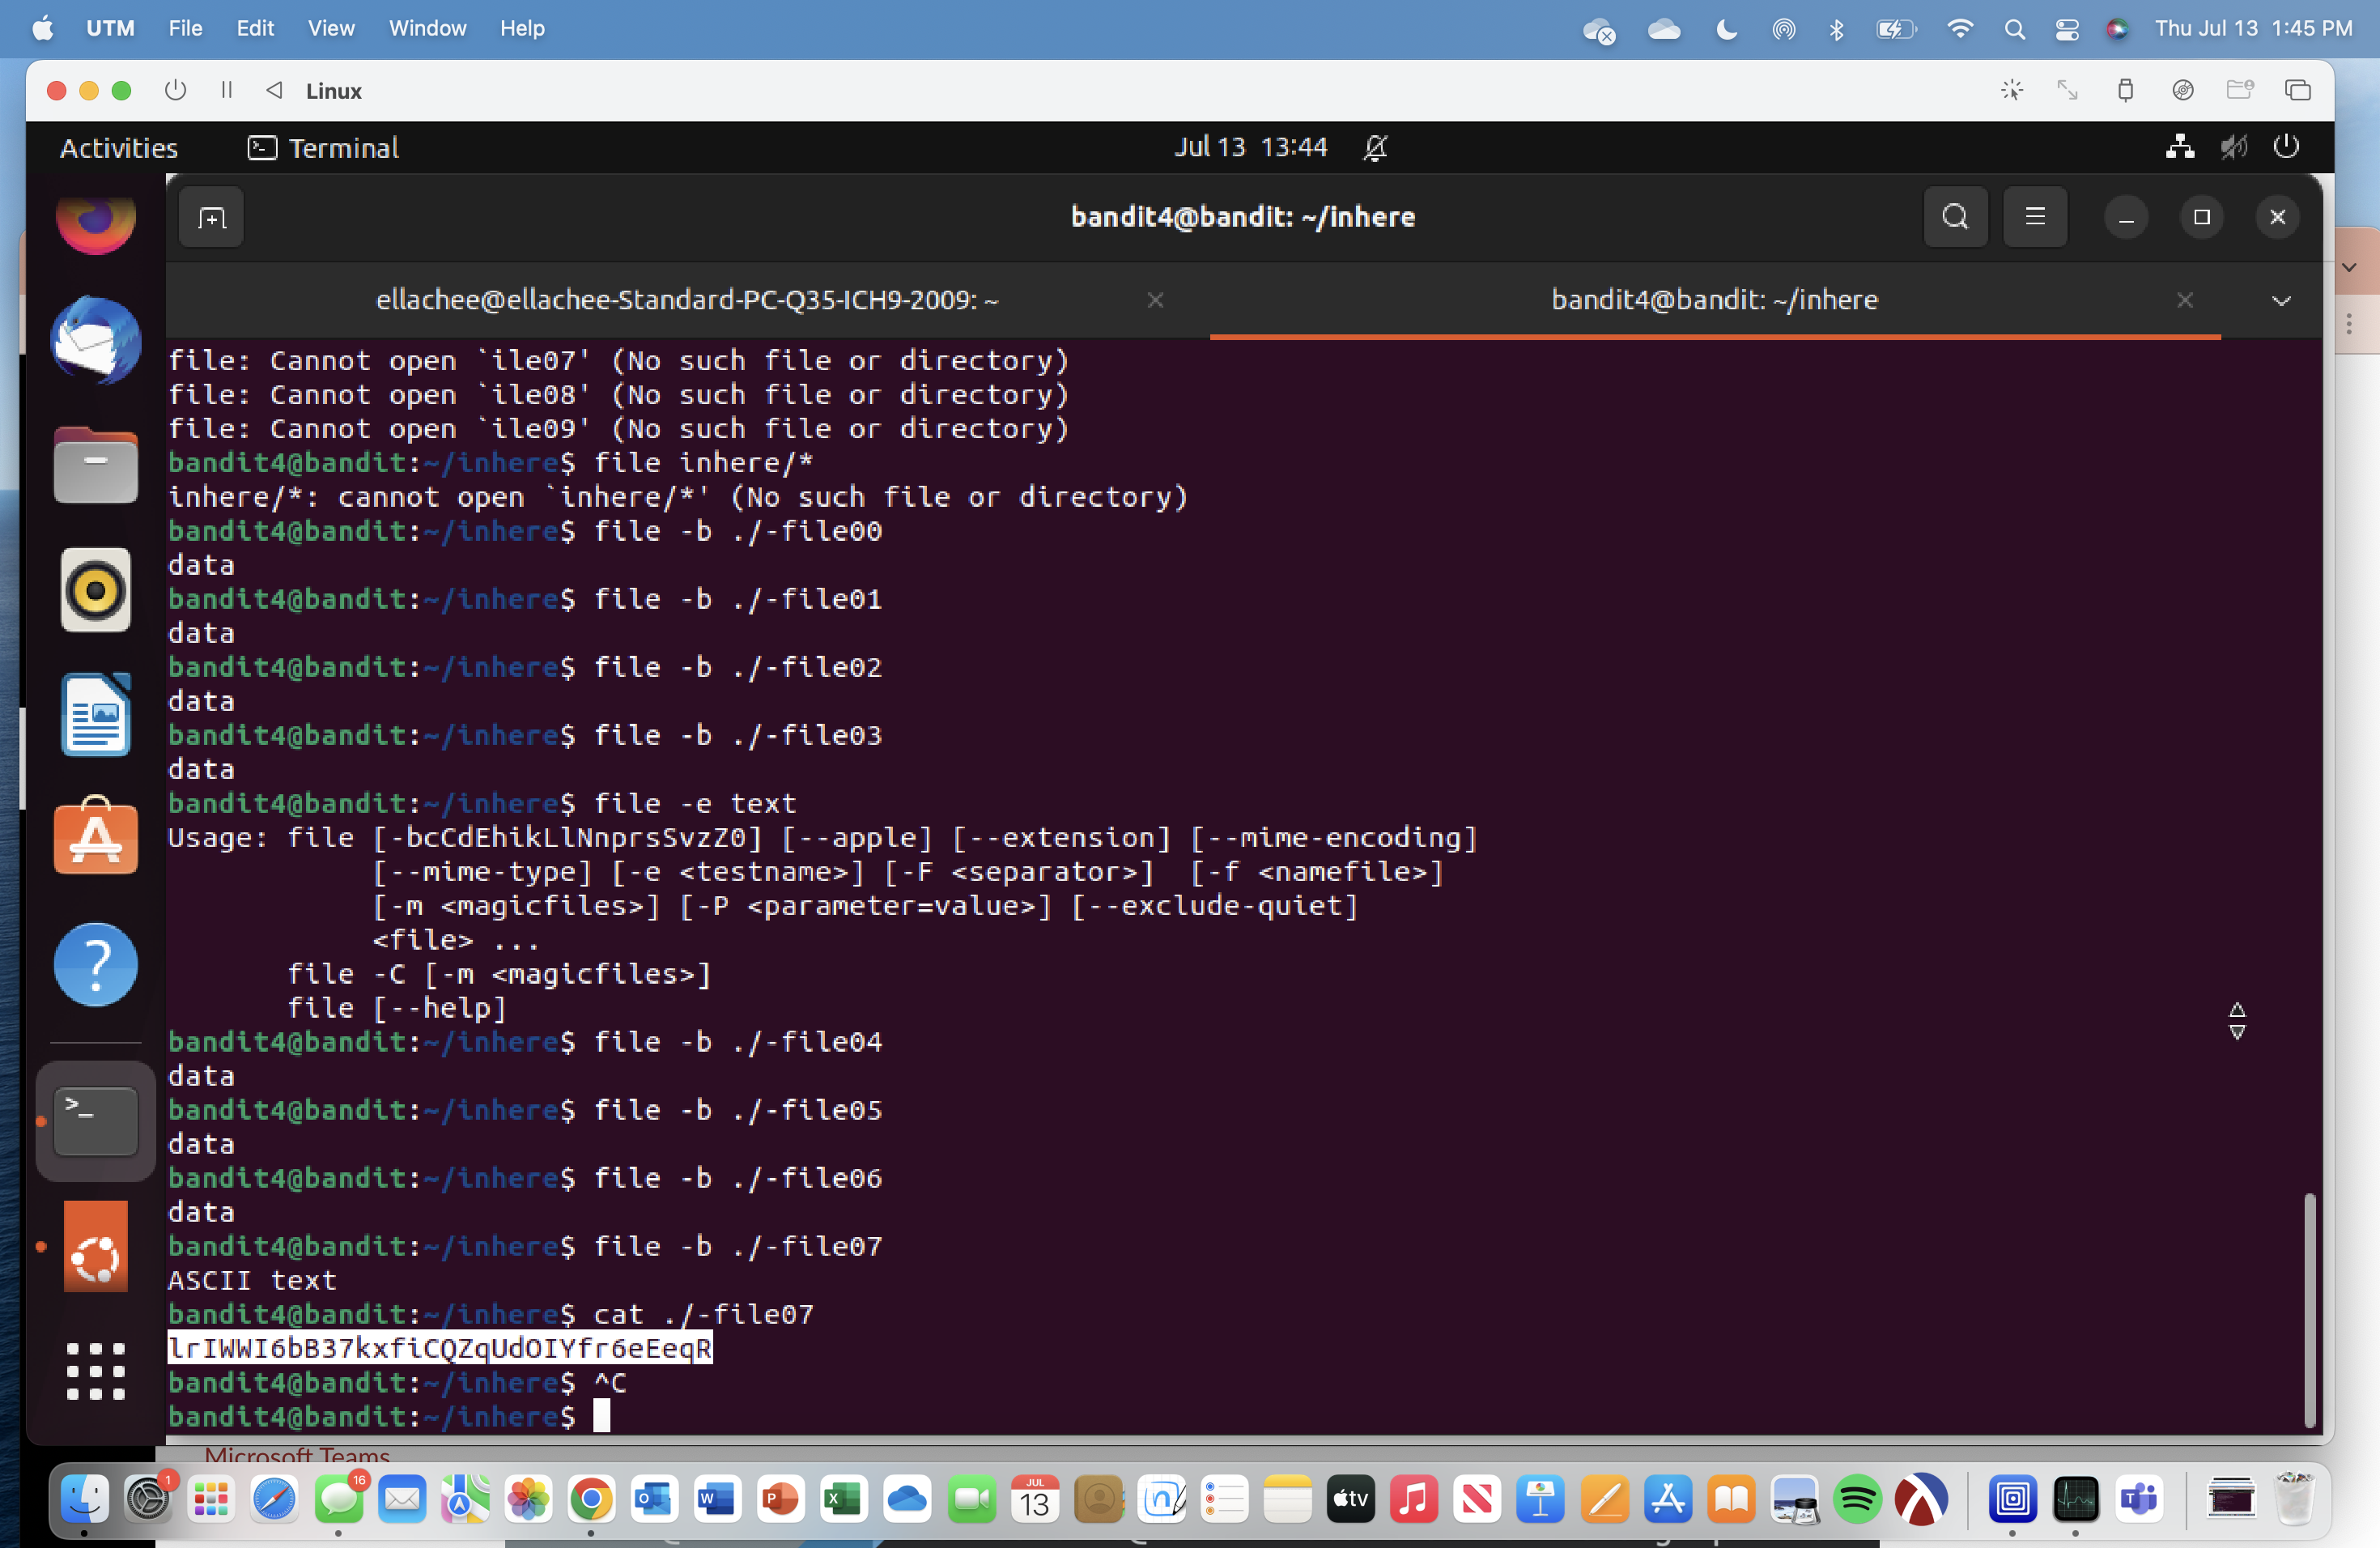 UTM File Edit View Window Help Thu Jul 13 1:45 PM
Linux
Activities Terminal Jul 13 13:44
bandit4@bandit: ~/inhere
ellachee@ellachee-Standard-PC-Q35-ICH9-2009: ~ bandit4@bandit: ~/inhere
file: Cannot open `ile07' (No such file or directory)
file: Cannot open `ile08' (No such file or directory)
file: Cannot open `ile09' (No such file or directory)
bandit4@bandit:~/inhere$ file inhere/*
inhere/*: cannot open `inhere/*' (No such file or directory)
bandit4@bandit:~/inhere$ file -b ./-file00
data
bandit4@bandit:~/inhere$ file -b ./-file01
data
bandit4@bandit:~/inhere$ file -b ./-file02
data
bandit4@bandit:~/inhere$ file -b ./-file03
data
bandit4@bandit:~/inhere$ file -e text
Usage: file [-bcCdEhikLlNnprsSvzZ0] [--apple] [--extension] [--mime-encoding]
[--mime-type] [-e <testname>] [-F <separator>] [-f <namefile>]
[-m <magicfiles>] [-P <parameter=value>] [--exclude-quiet]
<file> ...
file -C [-m <magicfiles>]
file [--help]
bandit4@bandit:~/inhere$ file -b ./-file04
data
bandit4@bandit:~/inhere$ file -b ./-file05
data
bandit4@bandit:~/inhere$ file -b ./-file06
data
bandit4@bandit:~/inhere$ file -b ./-file07
ASCII text
bandit4@bandit:~/inhere$ cat ./-file07
lrIWWI6bB37kxfiCQZqUdOIYfr6eEeqR
bandit4@bandit:~/inhere$ ^C
bandit4@bandit:~/inhere$
Microsoft Teams
1 16 JUL 13 tv